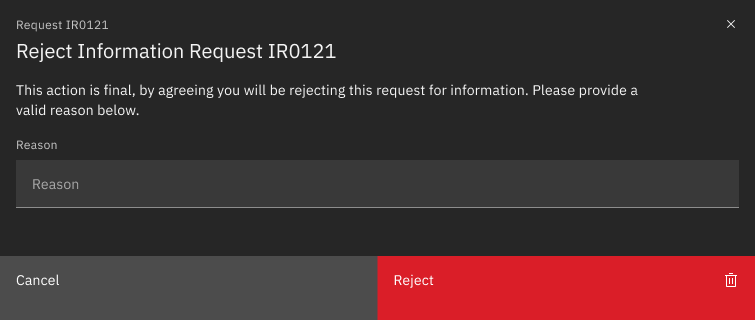 Request IR0121
Reject Information Request IR0121
This action is final, by agreeing you will be rejecting this request for information. Please provide a
valid reason below.
Reason
Reason
Cancel
Reject